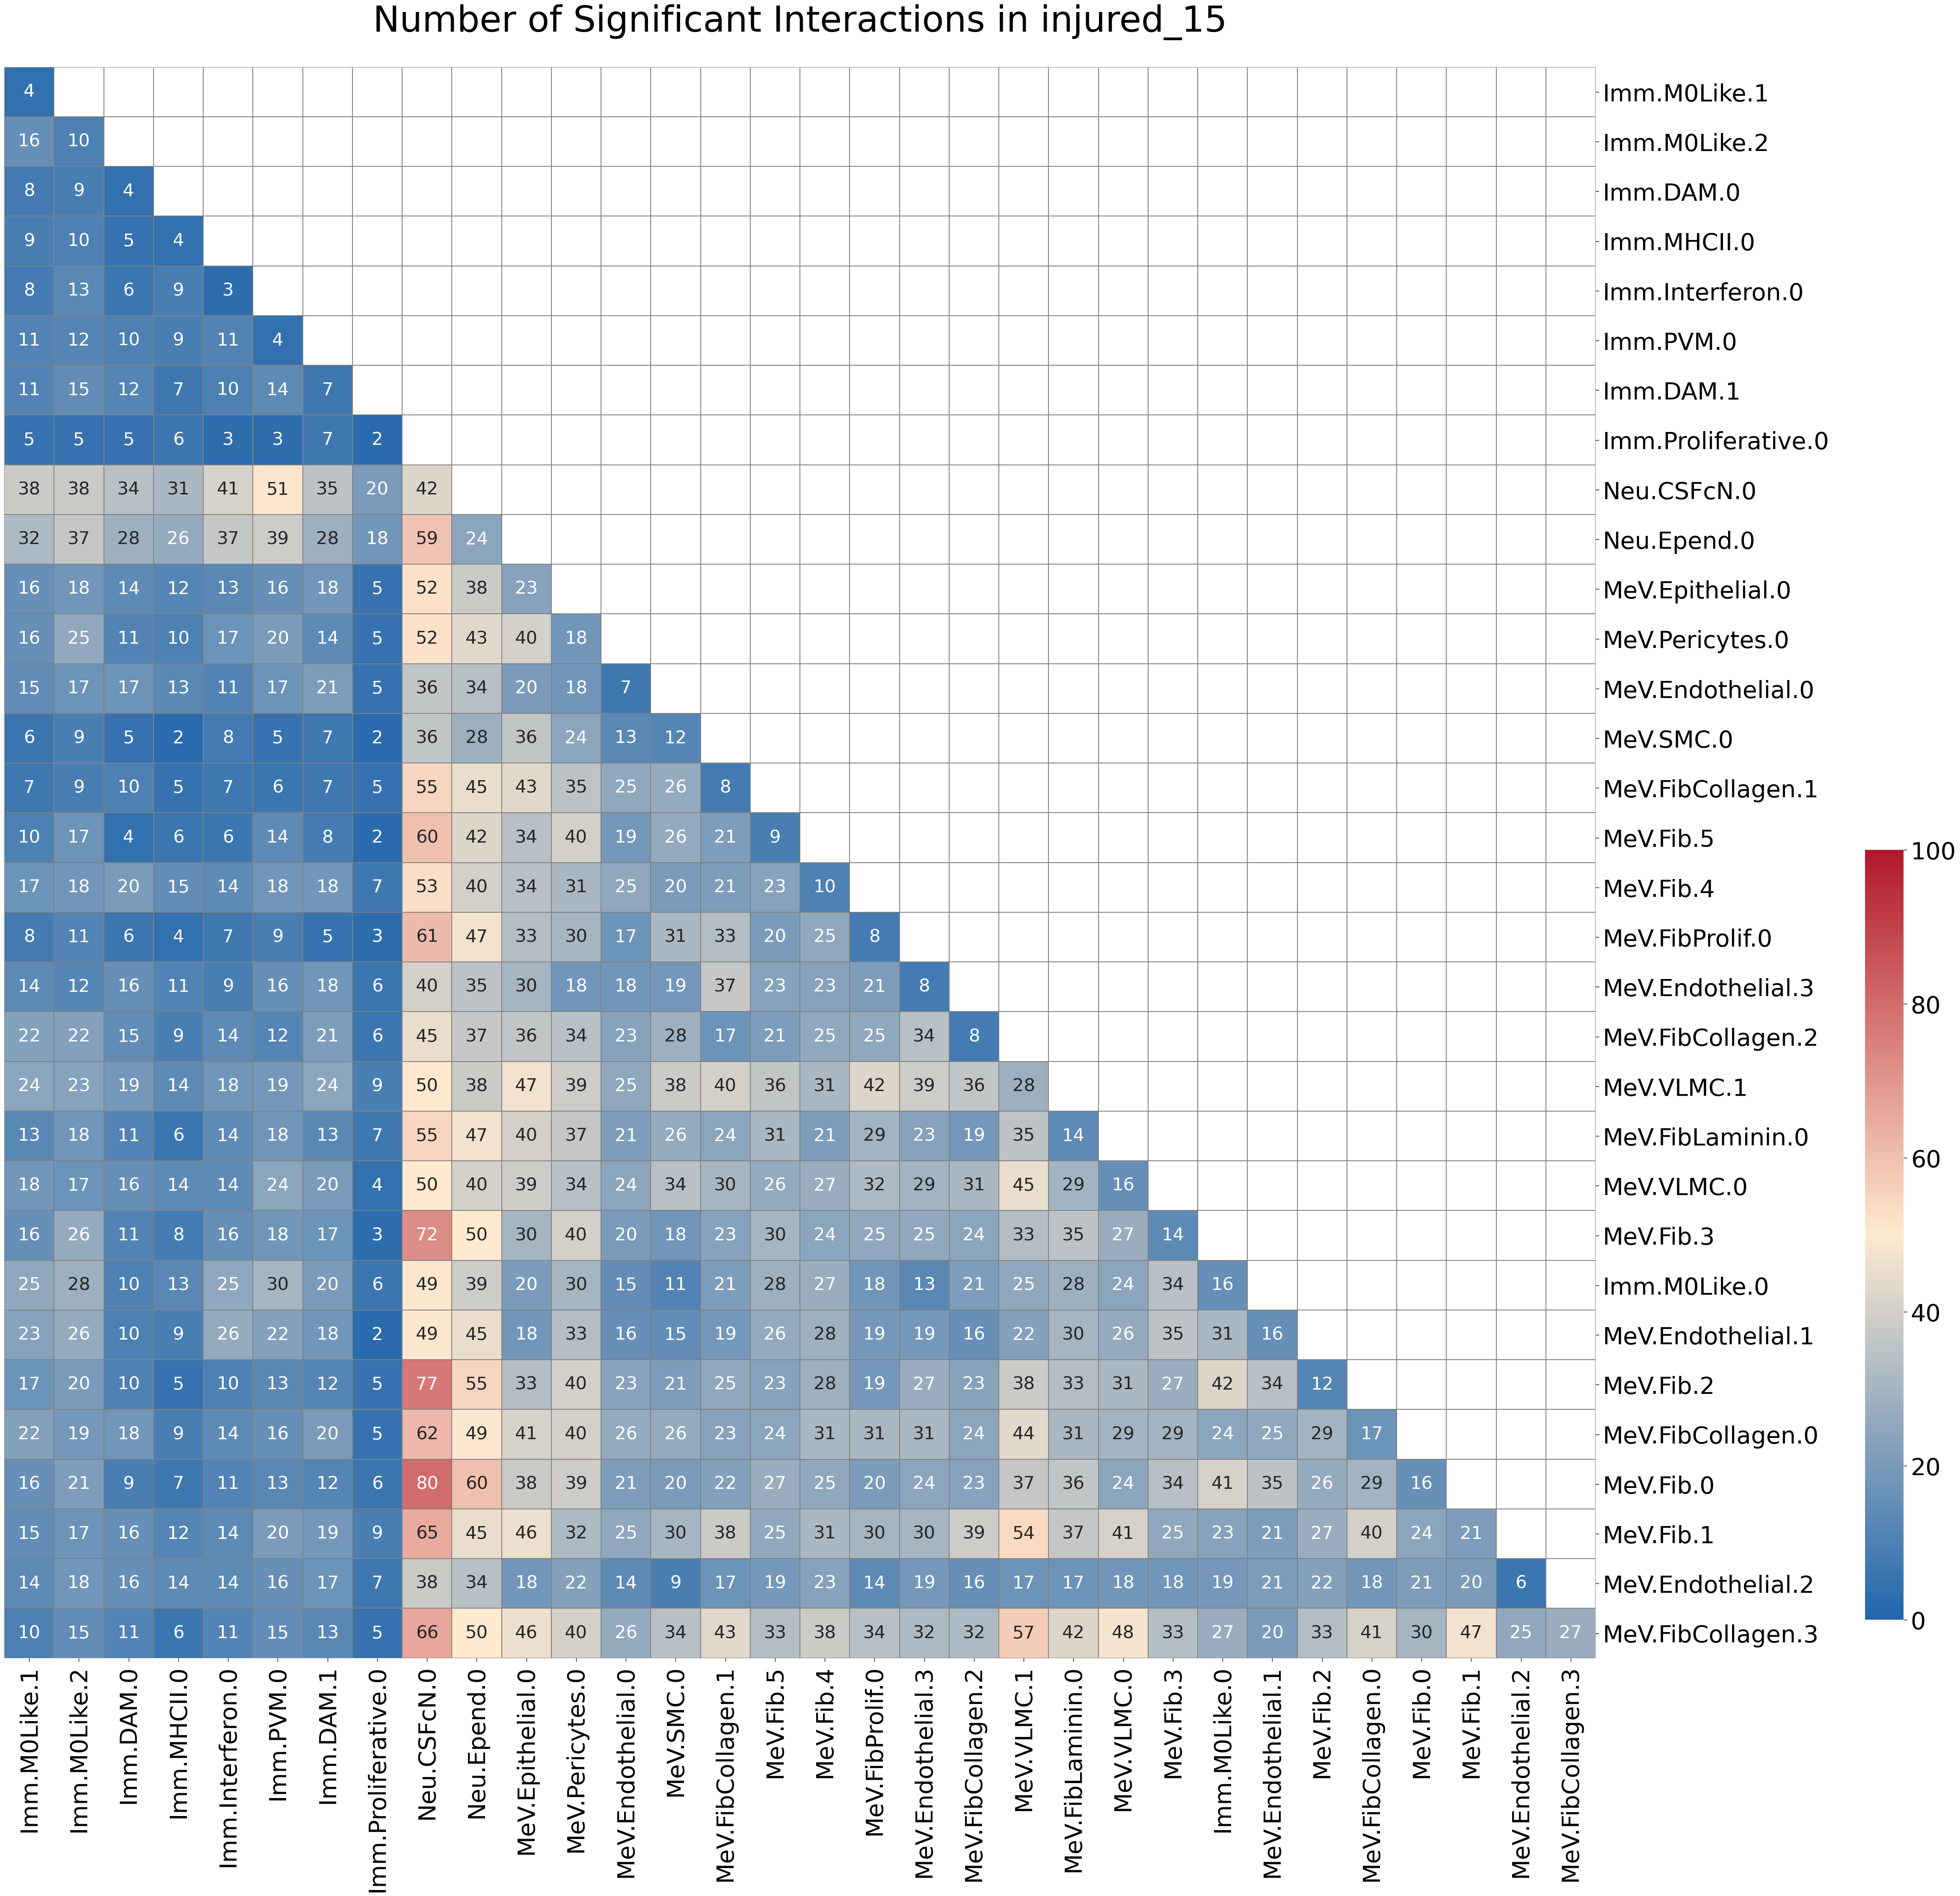 Number of Significant Interactions in injured_15
4 Imm.M0Like.1
16 10 Imm.M0Like.2
8 9 4 Imm.DAM.0
9 10 5 4 Imm.MHCII.0
8 13 6 9 3 Imm.Interferon.0
11 12 10 9 11 4 Imm.PVM.0
11 15 12 7 10 14 7 Imm.DAM.1
5 5 5 6 3 3 7 2 Imm.Proliferative.0
38 38 34 31 41 51 35 20 42 Neu.CSFcN.0
32 37 28 26 37 39 28 18 59 24 Neu.Epend.0
16 18 14 12 13 16 18 5 52 38 23 MeV.Epithelial.0
16 25 11 10 17 20 14 5 52 43 40 18 MeV.Pericytes.0
15 17 17 13 11 17 21 5 36 34 20 18 7 MeV.Endothelial.0
6 9 5 2 8 5 7 2 36 28 36 24 13 12 MeV.SMC.0
7 9 10 5 7 6 7 5 55 45 43 35 25 26 8 MeV.FibCollagen.1
10 17 4 6 6 14 8 2 60 42 34 40 19 26 21 9 MeV.Fib.5
17 18 20 15 14 18 18 7 53 40 34 31 25 20 21 23 10 MeV.Fib.4
8 11 6 4 7 9 5 3 61 47 33 30 17 31 33 20 25 8 MeV.FibProlif.0
14 12 16 11 9 16 18 6 40 35 30 18 18 19 37 23 23 21 8 MeV.Endothelial.3
22 22 15 9 14 12 21 6 45 37 36 34 23 28 17 21 25 25 34 8 MeV.FibCollagen.2
24 23 19 14 18 19 24 9 50 38 47 39 25 38 40 36 31 42 39 36 28 MeV.VLMC.1
13 18 11 6 14 18 13 7 55 47 40 37 21 26 24 31 21 29 23 19 35 14 MeV.FibLaminin.0
18 17 16 14 14 24 20 4 50 40 39 34 24 34 30 26 27 32 29 31 45 29 16 MeV.VLMC.0
16 26 11 8 16 18 17 3 72 50 30 40 20 18 23 30 24 25 25 24 33 35 27 14 MeV.Fib.3
25 28 10 13 25 30 20 6 49 39 20 30 15 11 21 28 27 18 13 21 25 28 24 34 16 Imm.M0Like.0
23 26 10 9 26 22 18 2 49 45 18 33 16 15 19 26 28 19 19 16 22 30 26 35 31 16 MeV.Endothelial.1
17 20 10 5 10 13 12 5 77 55 33 40 23 21 25 23 28 19 27 23 38 33 31 27 42 34 12 MeV.Fib.2
22 19 18 9 14 16 20 5 62 49 41 40 26 26 23 24 31 31 31 24 44 31 29 29 24 25 29 17 MeV.FibCollagen.0
16 21 9 7 11 13 12 6 80 60 38 39 21 20 22 27 25 20 24 23 37 36 24 34 41 35 26 29 16 MeV.Fib.0
15 17 16 12 14 20 19 9 65 45 46 32 25 30 38 25 31 30 30 39 54 37 41 25 23 21 27 40 24 21 MeV.Fib.1
14 18 16 14 14 16 17 7 38 34 18 22 14 9 17 19 23 14 19 16 17 17 18 18 19 21 22 18 21 20 6 MeV.Endothelial.2
10 15 11 6 11 15 13 5 66 50 46 40 26 34 43 33 38 34 32 32 57 42 48 33 27 20 33 41 30 47 25 27 MeV.FibCollagen.3
Imm.M0Like.1
Imm.M0Like.2
Imm.DAM.0
Imm.MHCII.0
Imm.Interferon.0
Imm.PVM.0
Imm.DAM.1
Imm.Proliferative.0
Neu.CSFcN.0
Neu.Epend.0
MeV.Epithelial.0
MeV.Pericytes.0
MeV.Endothelial.0
MeV.SMC.0
MeV.FibCollagen.1
MeV.Fib.5
MeV.Fib.4
MeV.FibProlif.0
MeV.Endothelial.3
MeV.FibCollagen.2
MeV.VLMC.1
MeV.FibLaminin.0
MeV.VLMC.0
MeV.Fib.3
Imm.M0Like.0
MeV.Endothelial.1
MeV.Fib.2
MeV.FibCollagen.0
MeV.Fib.0
MeV.Fib.1
MeV.Endothelial.2
MeV.FibCollagen.3
100
80
60
40
20
0